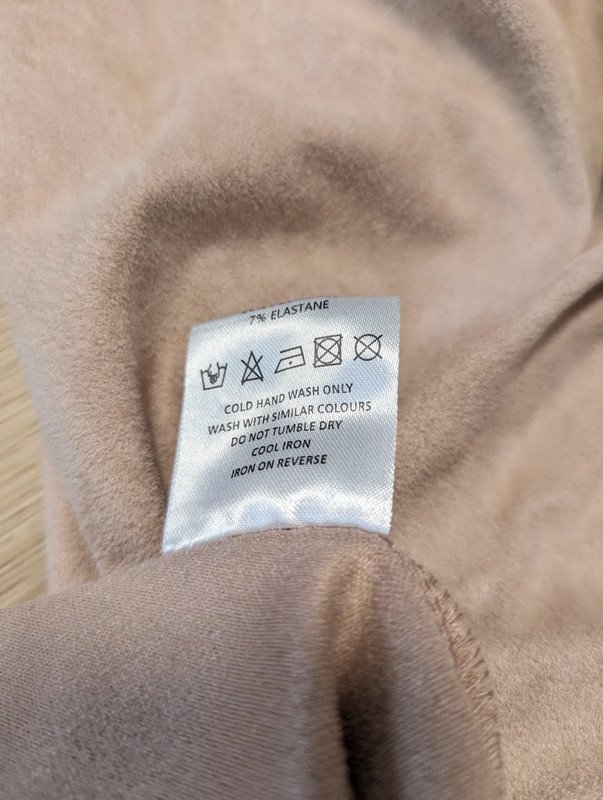 7% ELASTANE
COLD HAND WASH ONLY
WASH WITH SIMILAR COLOURS
DO NOT TUMBLE DRY
COOL IRON
IRON ON REVERSE